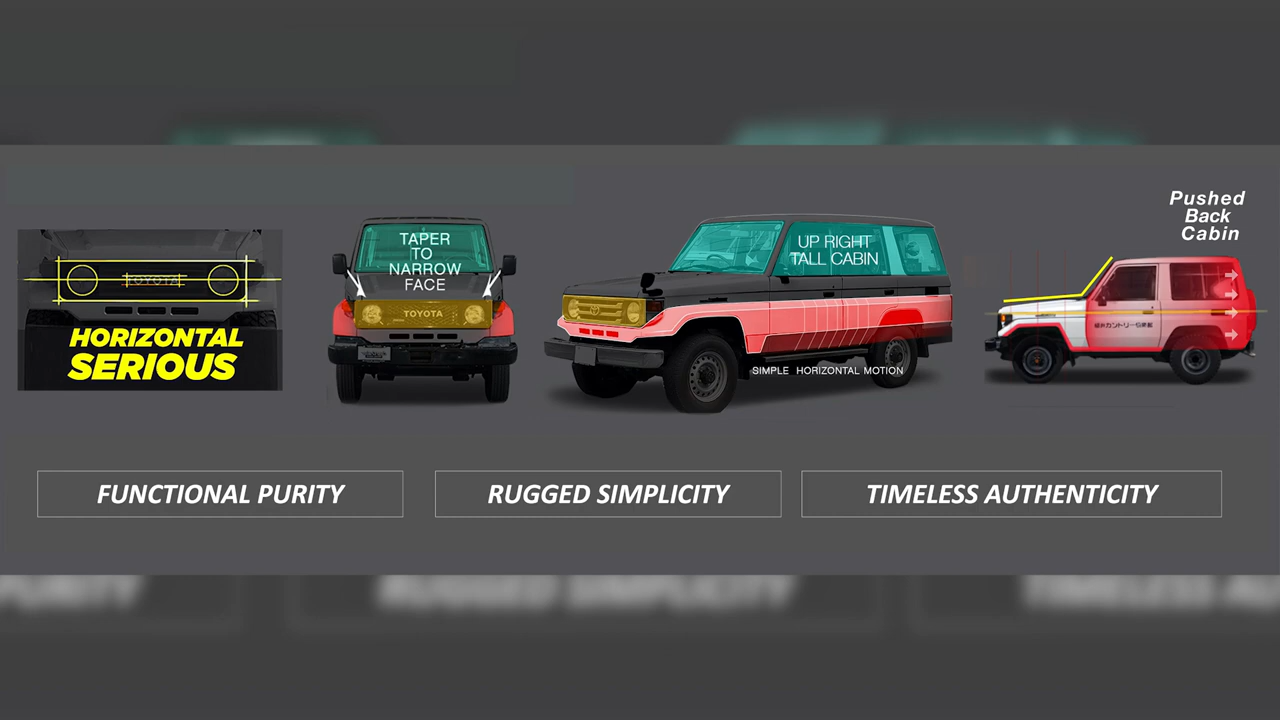 TOYOTA
HORIZONTAL
SERIOUS
TAPER
TO
NARROW
FACE
TOYOTA
UP RIGHT
TALL CABIN
SIMPLE HORIZONTAL MOTION
Pushed
Back
Cabin
FUNCTIONAL PURITY
RUGGED SIMPLICITY
TIMELESS AUTHENTICITY